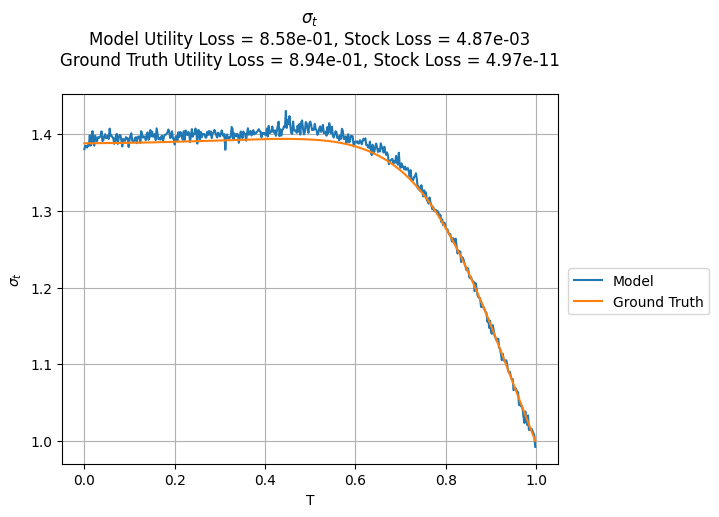 σ_t
Model Utility Loss = 8.58e-01, Stock Loss = 4.87e-03
Ground Truth Utility Loss = 8.94e-01, Stock Loss = 4.97e-11
1.4
1.3
1.2
1.1
1.0
σ_t
0.0 0.2 0.4 0.6 0.8 1.0
T
Model
Ground Truth